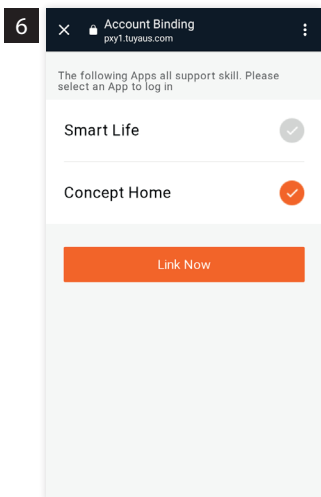 6
Account Binding
pxy1.tuyaus.com
The following Apps all support skill. Please
select an App to log in
Smart Life
Concept Home
Link Now